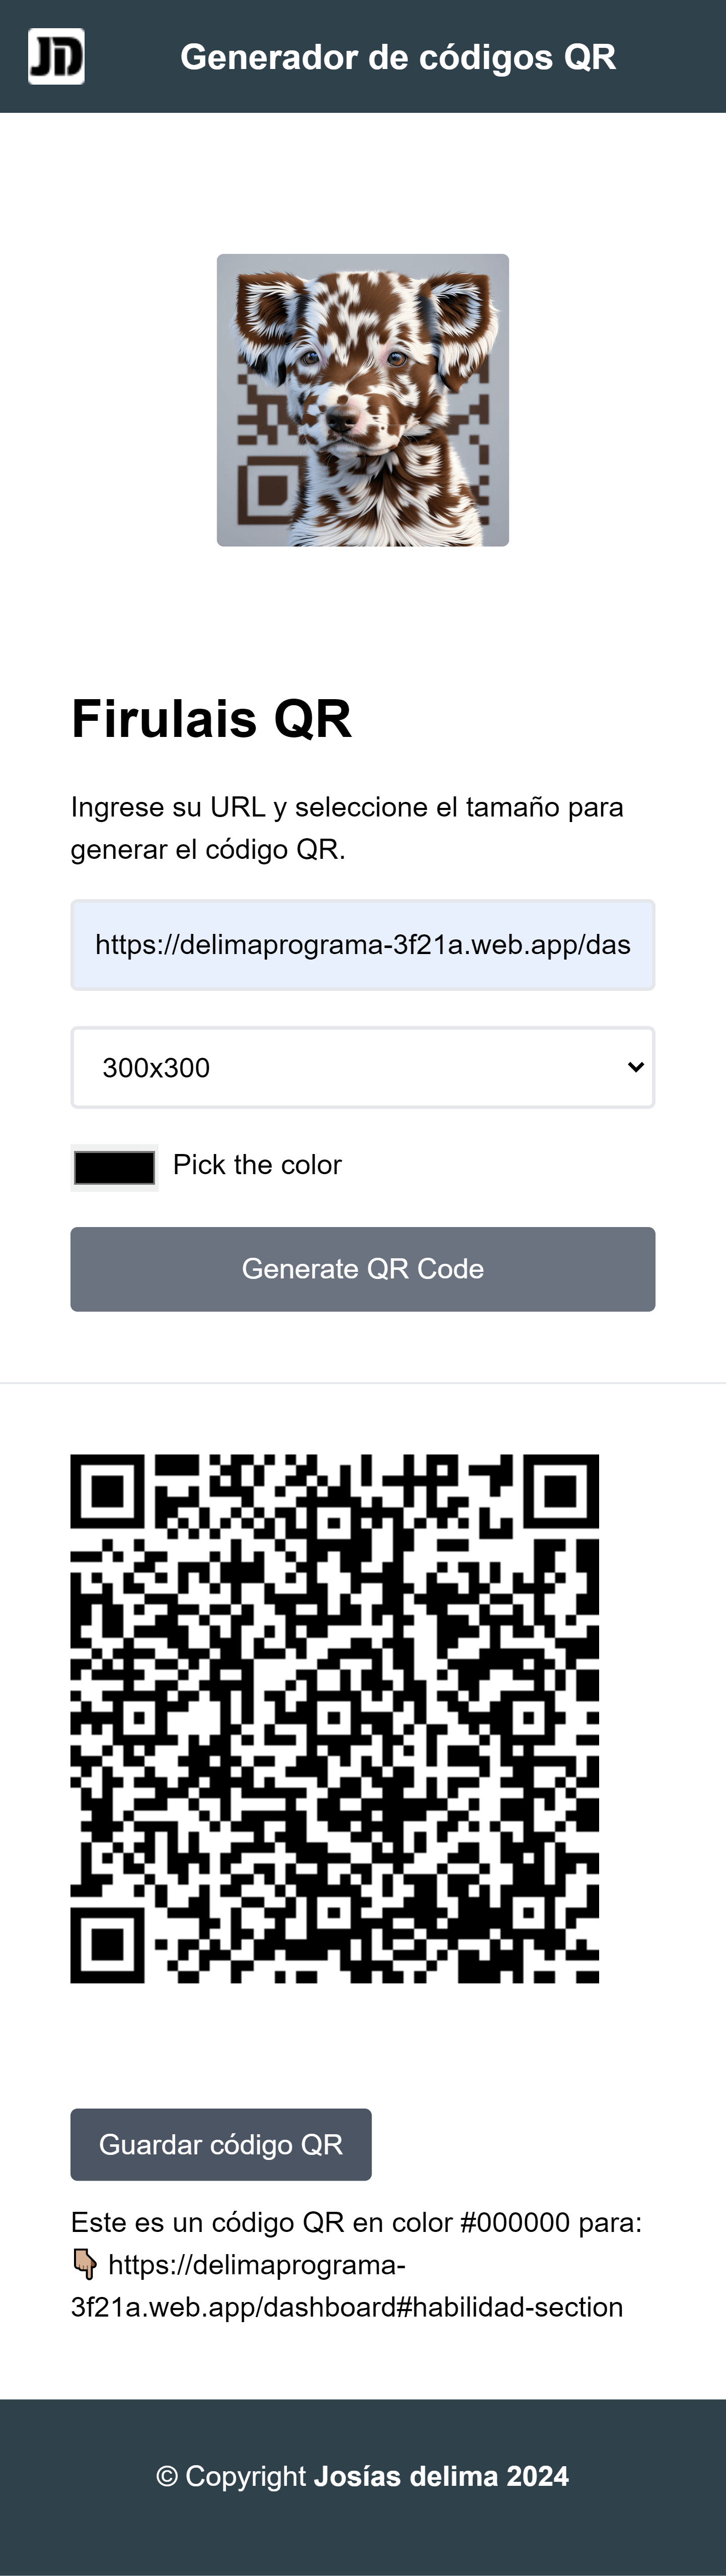 JD
Generador de códigos QR
Firulais QR
Ingrese su URL y seleccione el tamaño para
generar el código QR.
https://delimaprograma-3f21a.web.app/das
300x300
Pick the color
Generate QR Code
Guardar código QR
Este es un código QR en color #000000 para:
👇🏽 https://delimaprograma-
3f21a.web.app/dashboard#habilidad-section
© Copyright Josías delima 2024